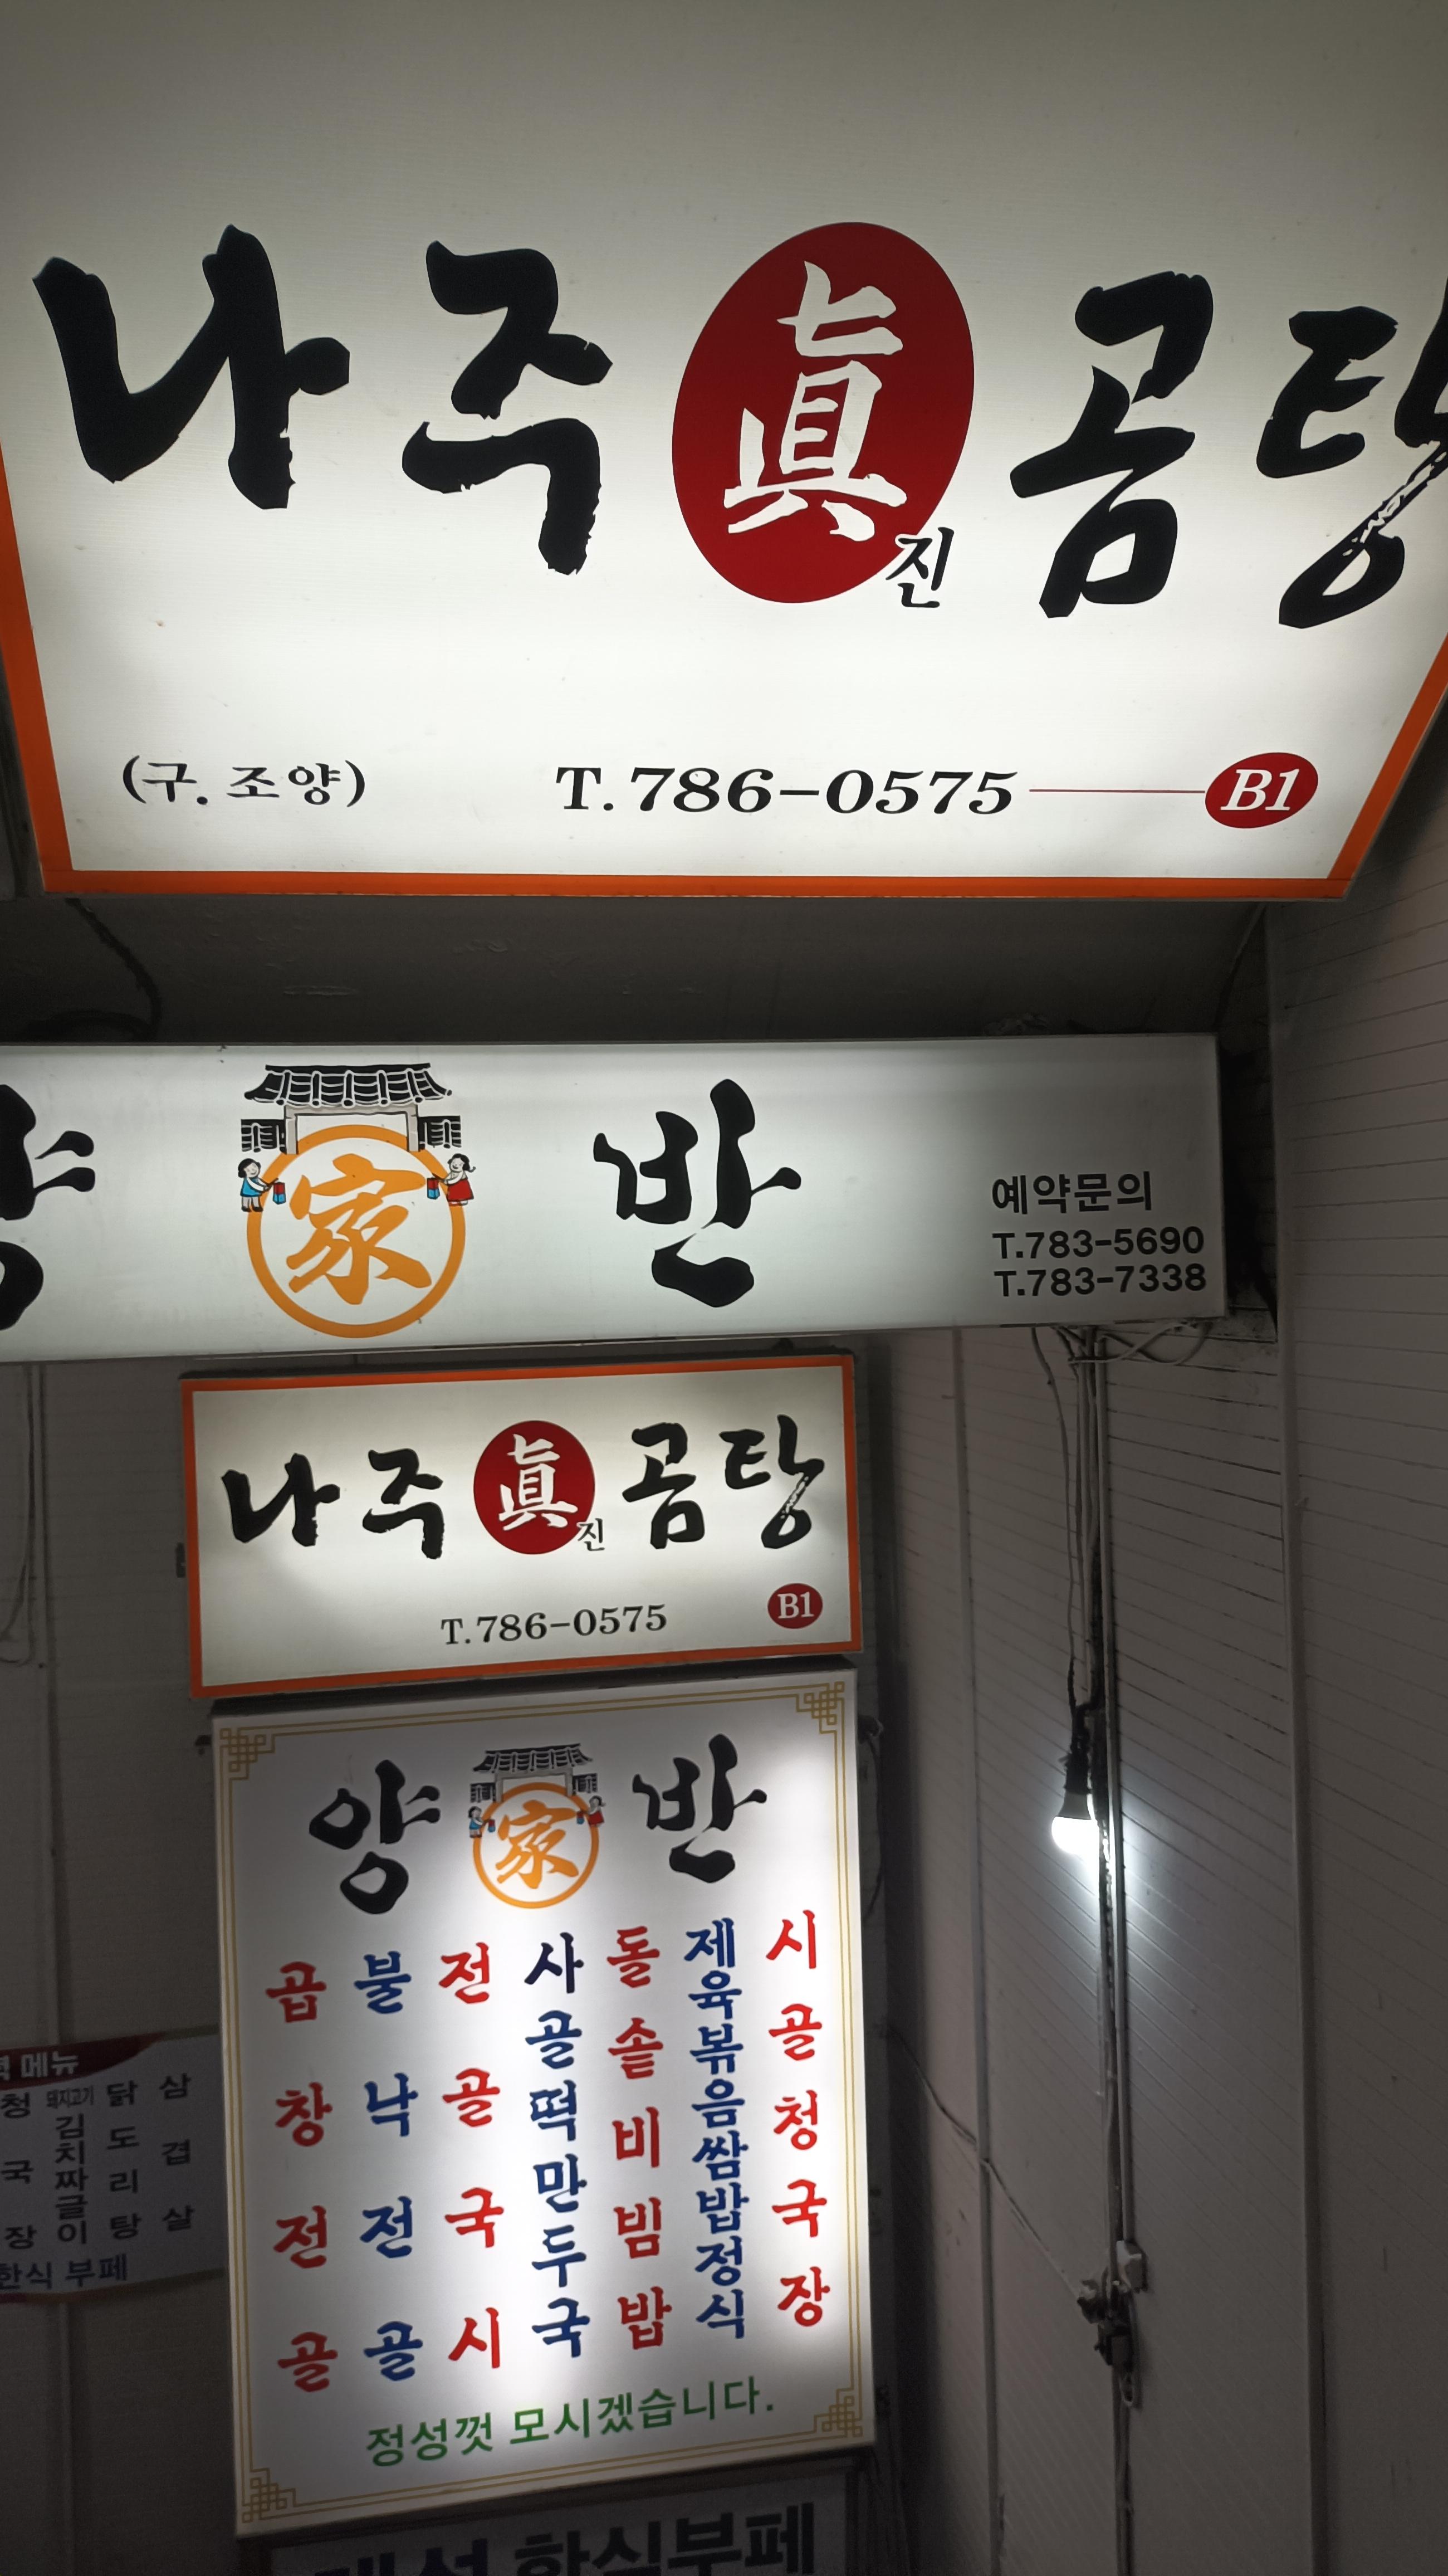 나주 眞 곰탕
진
(구. 조양) T. 786-0575 B1
家 반
예약문의
T.783-5690
T.783-7338
나주 眞 곰탕
진
T. 786-0575 B1
양 家 반
곱창전골
불낙전골
전골국시
사골떡만두국
돌솥비빔밥
제육볶음쌈밥정식
시골청국장
정성껏 모시겠습니다.
메뉴
청국장
돼지고기
김치짜글이
닭도리탕
삼겹살
한식 부페
한식부페